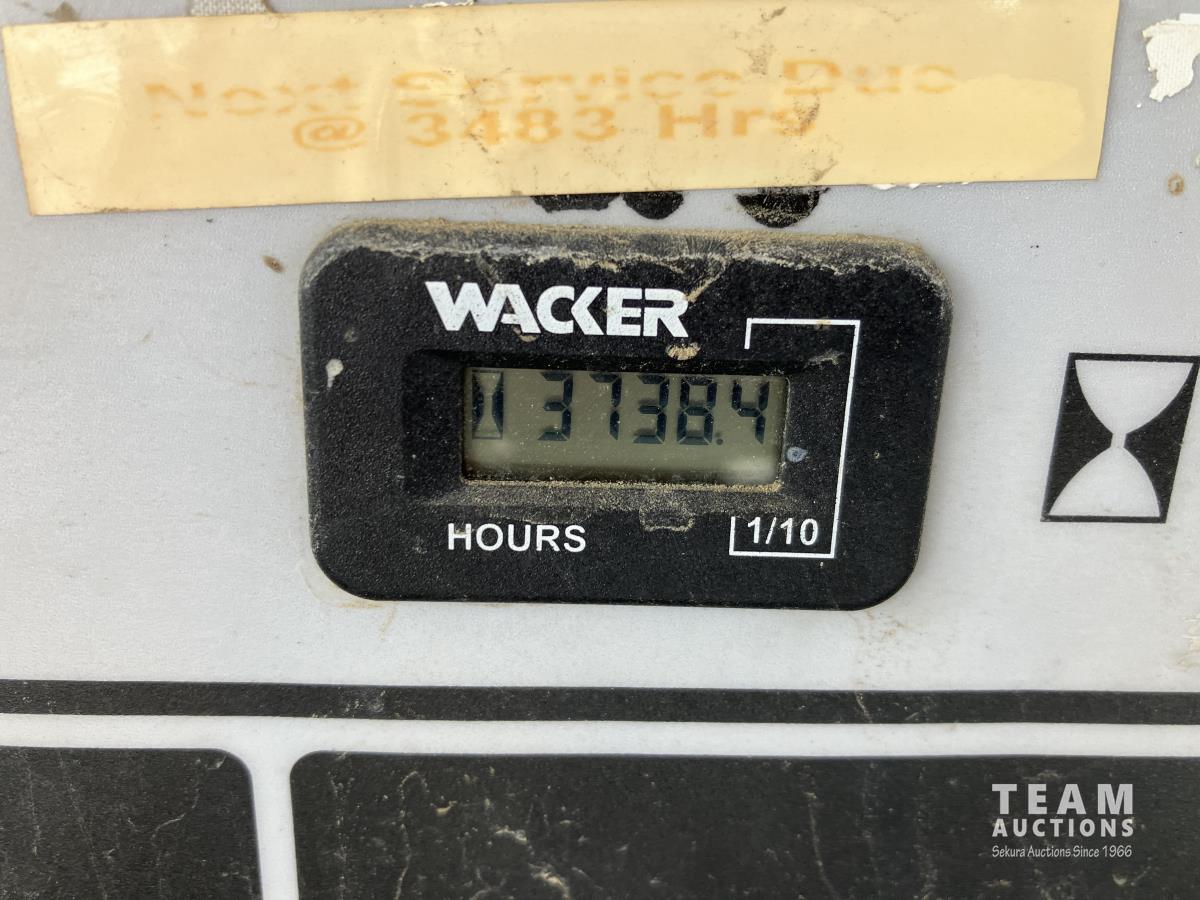 Next Service Due
@ 3483 Hrs
WACKER
3738.4
HOURS
1/10
TEAM
AUCTIONS
Sekura Auctions Since 1966